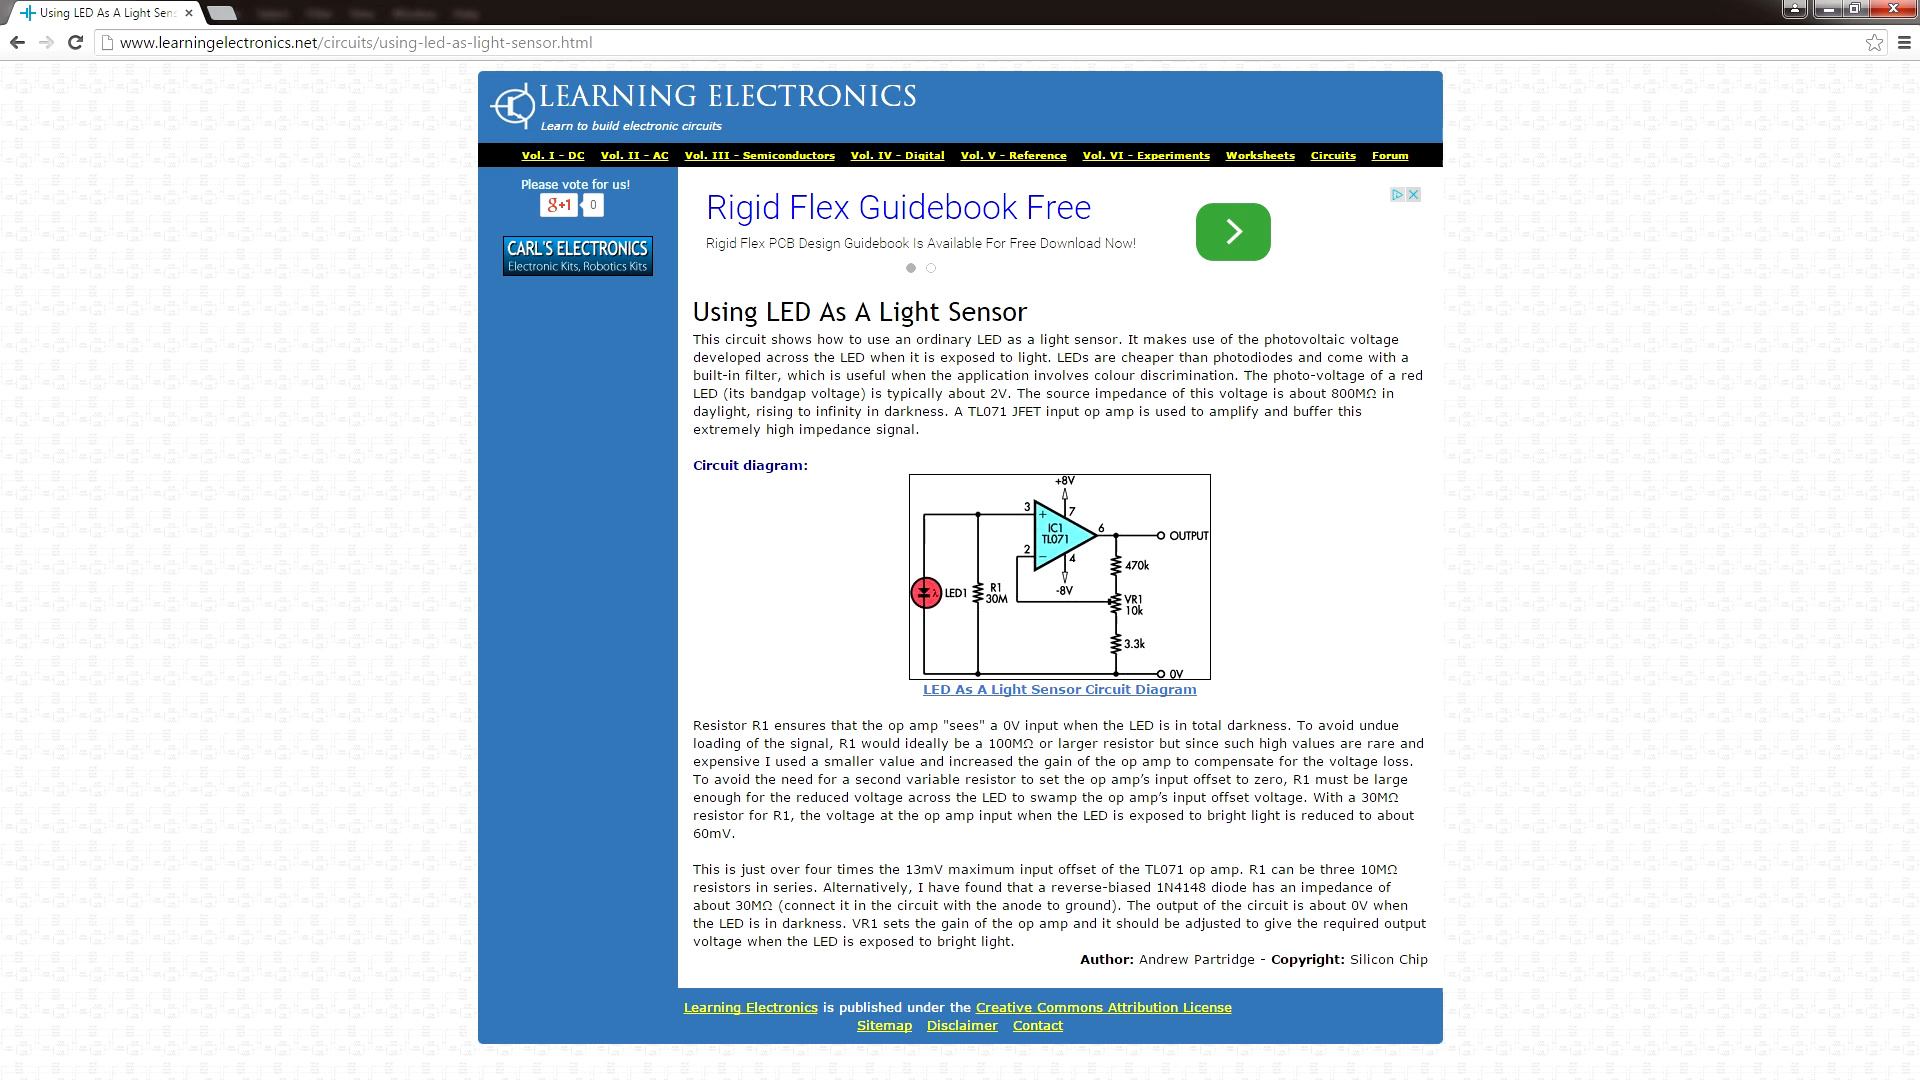 Using LED As A Light Sens
www.learningelectronics.net/circuits/using-led-as-light-sensor.html
LEARNING ELECTRONICS
Learn to build electronic circuits
Vol. I - DC Vol. II - AC Vol. III - Semiconductors Vol. IV - Digital Vol. V - Reference Vol. VI - Experiments Worksheets Circuits Forum
Please vote for us!
g+1 0
CARL'S ELECTRONICS
Electronic Kits, Robotics Kits
Rigid Flex Guidebook Free
Rigid Flex PCB Design Guidebook Is Available For Free Download Now!
Using LED As A Light Sensor
This circuit shows how to use an ordinary LED as a light sensor. It makes use of the photovoltaic voltage
developed across the LED when it is exposed to light. LEDs are cheaper than photodiodes and come with a
built-in filter, which is useful when the application involves colour discrimination. The photo-voltage of a red
LED (its bandgap voltage) is typically about 2V. The source impedance of this voltage is about 800MΩ in
daylight, rising to infinity in darkness. A TL071 JFET input op amp is used to amplify and buffer this
extremely high impedance signal.
Circuit diagram:
+8V
3
7
+
IC1
TL071
6
OUTPUT
2
−
4
470k
-8V
LED1
λ
R1
30M
VR1
10k
3.3k
0V
LED As A Light Sensor Circuit Diagram
Resistor R1 ensures that the op amp "sees" a 0V input when the LED is in total darkness. To avoid undue
loading of the signal, R1 would ideally be a 100MΩ or larger resistor but since such high values are rare and
expensive I used a smaller value and increased the gain of the op amp to compensate for the voltage loss.
To avoid the need for a second variable resistor to set the op amp’s input offset to zero, R1 must be large
enough for the reduced voltage across the LED to swamp the op amp’s input offset voltage. With a 30MΩ
resistor for R1, the voltage at the op amp input when the LED is exposed to bright light is reduced to about
60mV.
This is just over four times the 13mV maximum input offset of the TL071 op amp. R1 can be three 10MΩ
resistors in series. Alternatively, I have found that a reverse-biased 1N4148 diode has an impedance of
about 30MΩ (connect it in the circuit with the anode to ground). The output of the circuit is about 0V when
the LED is in darkness. VR1 sets the gain of the op amp and it should be adjusted to give the required output
voltage when the LED is exposed to bright light.
Author: Andrew Partridge - Copyright: Silicon Chip
Learning Electronics is published under the Creative Commons Attribution License
Sitemap Disclaimer Contact